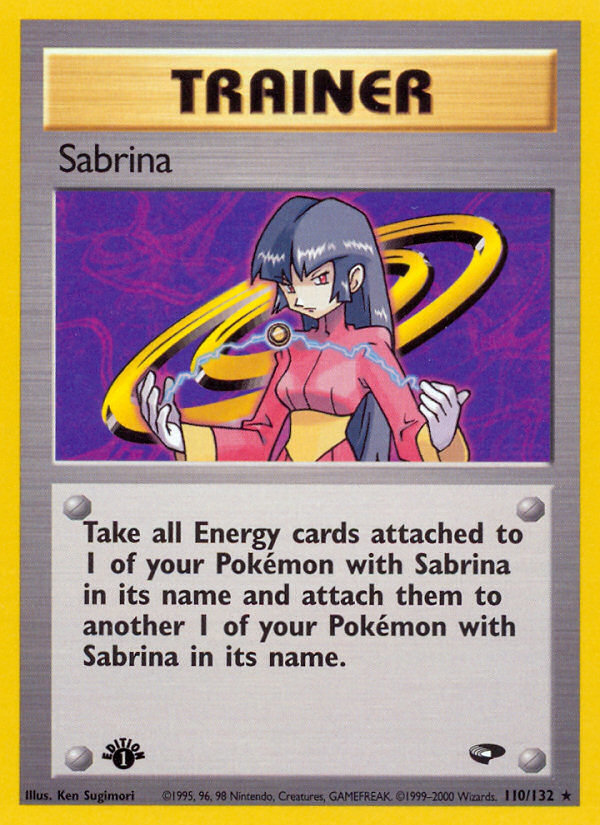 TRAINER
Sabrina
Take all Energy cards attached to
1 of your Pokémon with Sabrina
in its name and attach them to
another 1 of your Pokémon with
Sabrina in its name.
EDITION
1
Illus. Ken Sugimori ©1995, 96, 98 Nintendo, Creatures, GAMEFREAK. ©1999–2000 Wizards. 110/132 ★